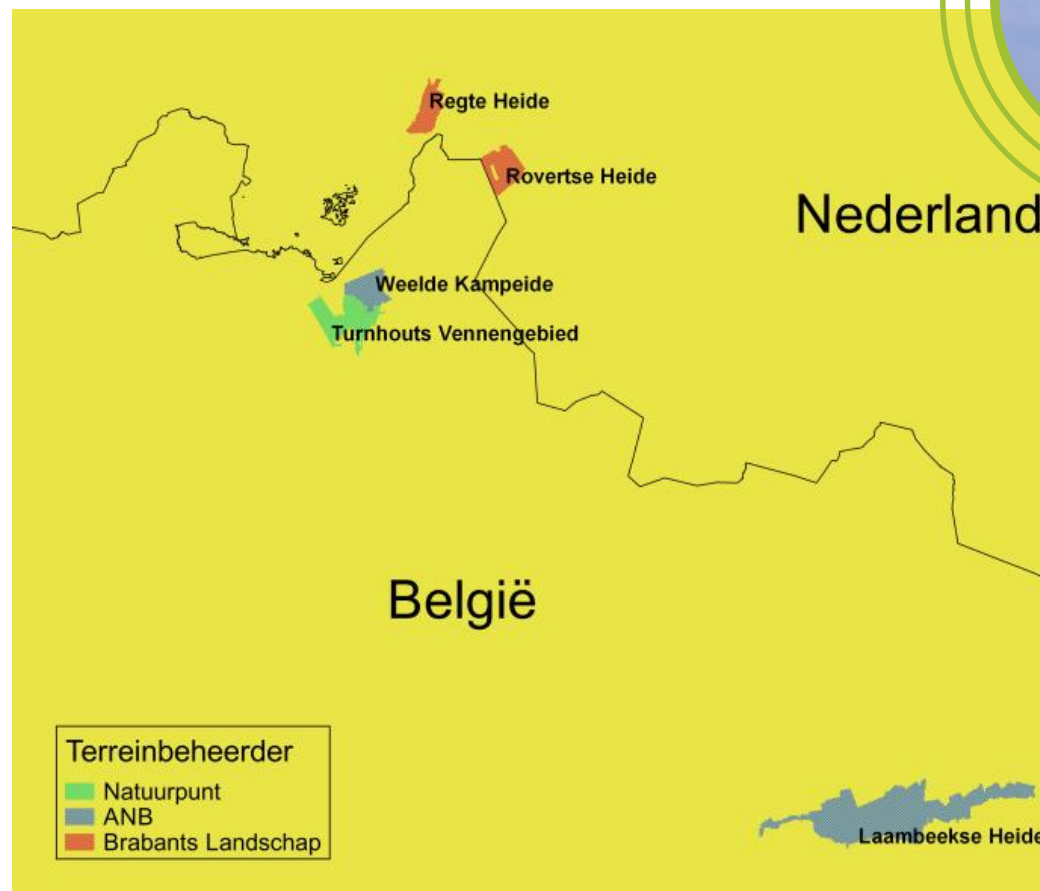 Regte Heide
Rovertse Heide
Nederland
Weelde Kampeide
Turnhouts Vennengebied
België
Terreinbeheerder
Natuurpunt
ANB
Brabants Landschap
Laambeekse Heide